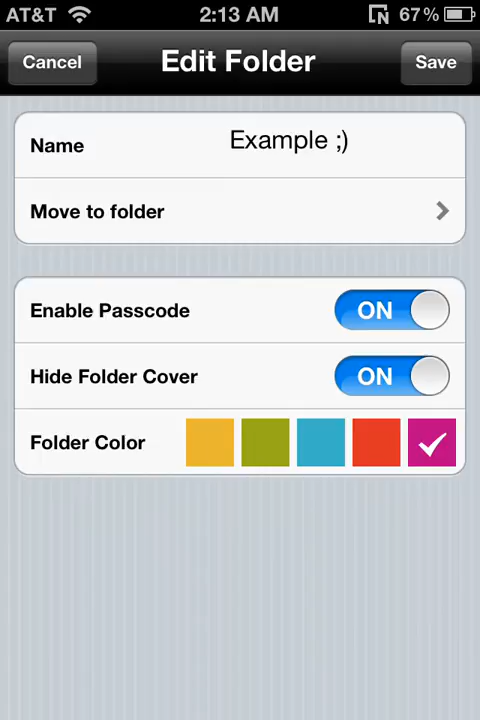 AT&T 2:13 AM 67%
Cancel Edit Folder Save
Name Example ;)
Move to folder
Enable Passcode ON
Hide Folder Cover ON
Folder Color